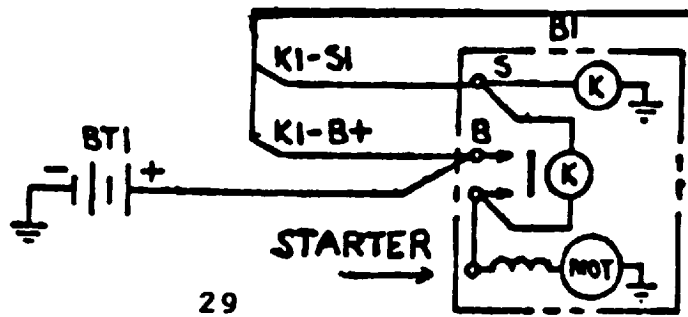 B1
K1-S1
S
K
K1-B+
B
BT1
-
+
K
STARTER
MOT
29